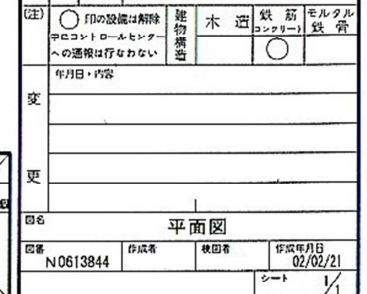 (注)
○印の設備は解除
中はコントロールセンター
への通報は行なわない
建物構造
木造
鉄筋
コンクリート
○
モルタル
鉄骨
年月日・内容
変更
図名
平面図
図番
N0613844
作成者
検図者
作成年月日
02/02/21
シート
1/1